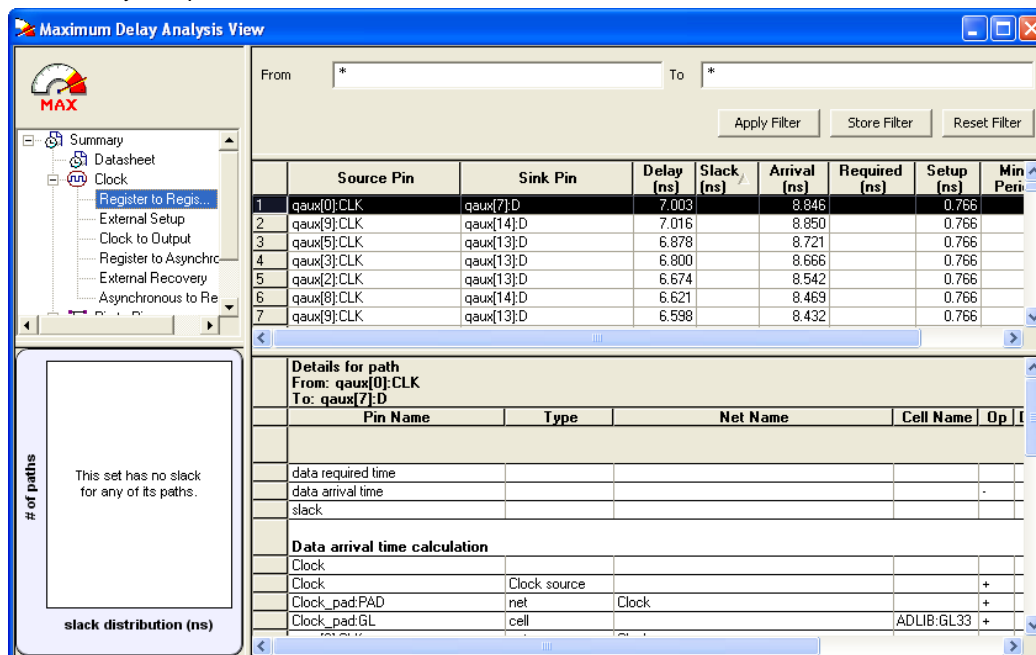 Maximum Delay Analysis View
MAX
From * To *
Apply Filter Store Filter Reset Filter
Summary
Datasheet
Clock
Register to Regis...
External Setup
Clock to Output
Register to Asynchrc
External Recovery
Asynchronous to Re
Source Pin Sink Pin Delay (ns) Slack (ns) Arrival (ns) Required (ns) Setup (ns) Min Peri
1 qaux[0]:CLK qaux[7]:D 7.003 8.846 0.766
2 qaux[9]:CLK qaux[14]:D 7.016 8.850 0.766
3 qaux[5]:CLK qaux[13]:D 6.878 8.721 0.766
4 qaux[3]:CLK qaux[13]:D 6.800 8.666 0.766
5 qaux[2]:CLK qaux[13]:D 6.674 8.542 0.766
6 qaux[8]:CLK qaux[14]:D 6.621 8.469 0.766
7 qaux[9]:CLK qaux[13]:D 6.598 8.432 0.766
# of paths
This set has no slack
for any of its paths.
slack distribution (ns)
Details for path
From: qaux[0]:CLK
To: qaux[7]:D
Pin Name Type Net Name Cell Name Op
data required time
data arrival time -
slack
Data arrival time calculation
Clock
Clock Clock source +
Clock_pad:PAD net Clock +
Clock_pad:GL cell ADLIB:GL33 +